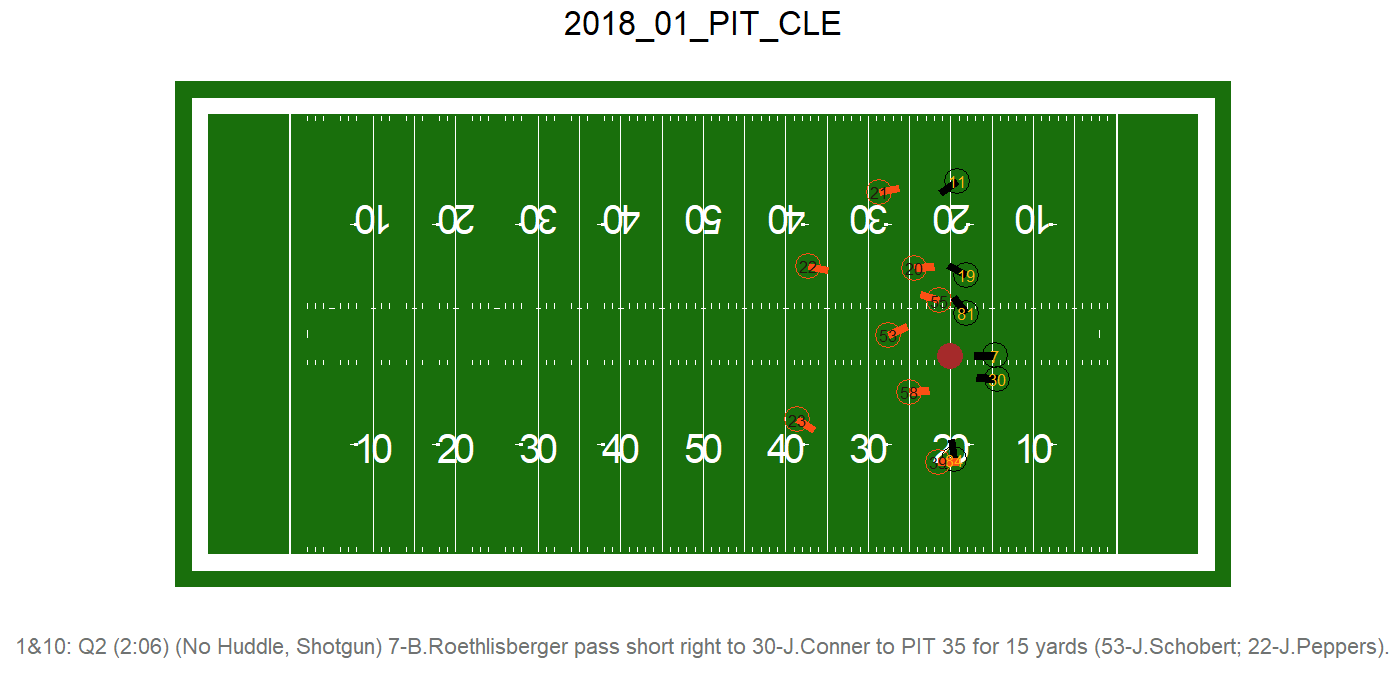 2018_01_PIT_CLE
11
21
10 20 30 40 50 40 30 20 10
22 20 19
55
81
53
7
30
58
23
10 20 30 40 50 40 30 20 10
39 84
1&10: Q2 (2:06) (No Huddle, Shotgun) 7-B.Roethlisberger pass short right to 30-J.Conner to PIT 35 for 15 yards (53-J.Schobert; 22-J.Peppers).